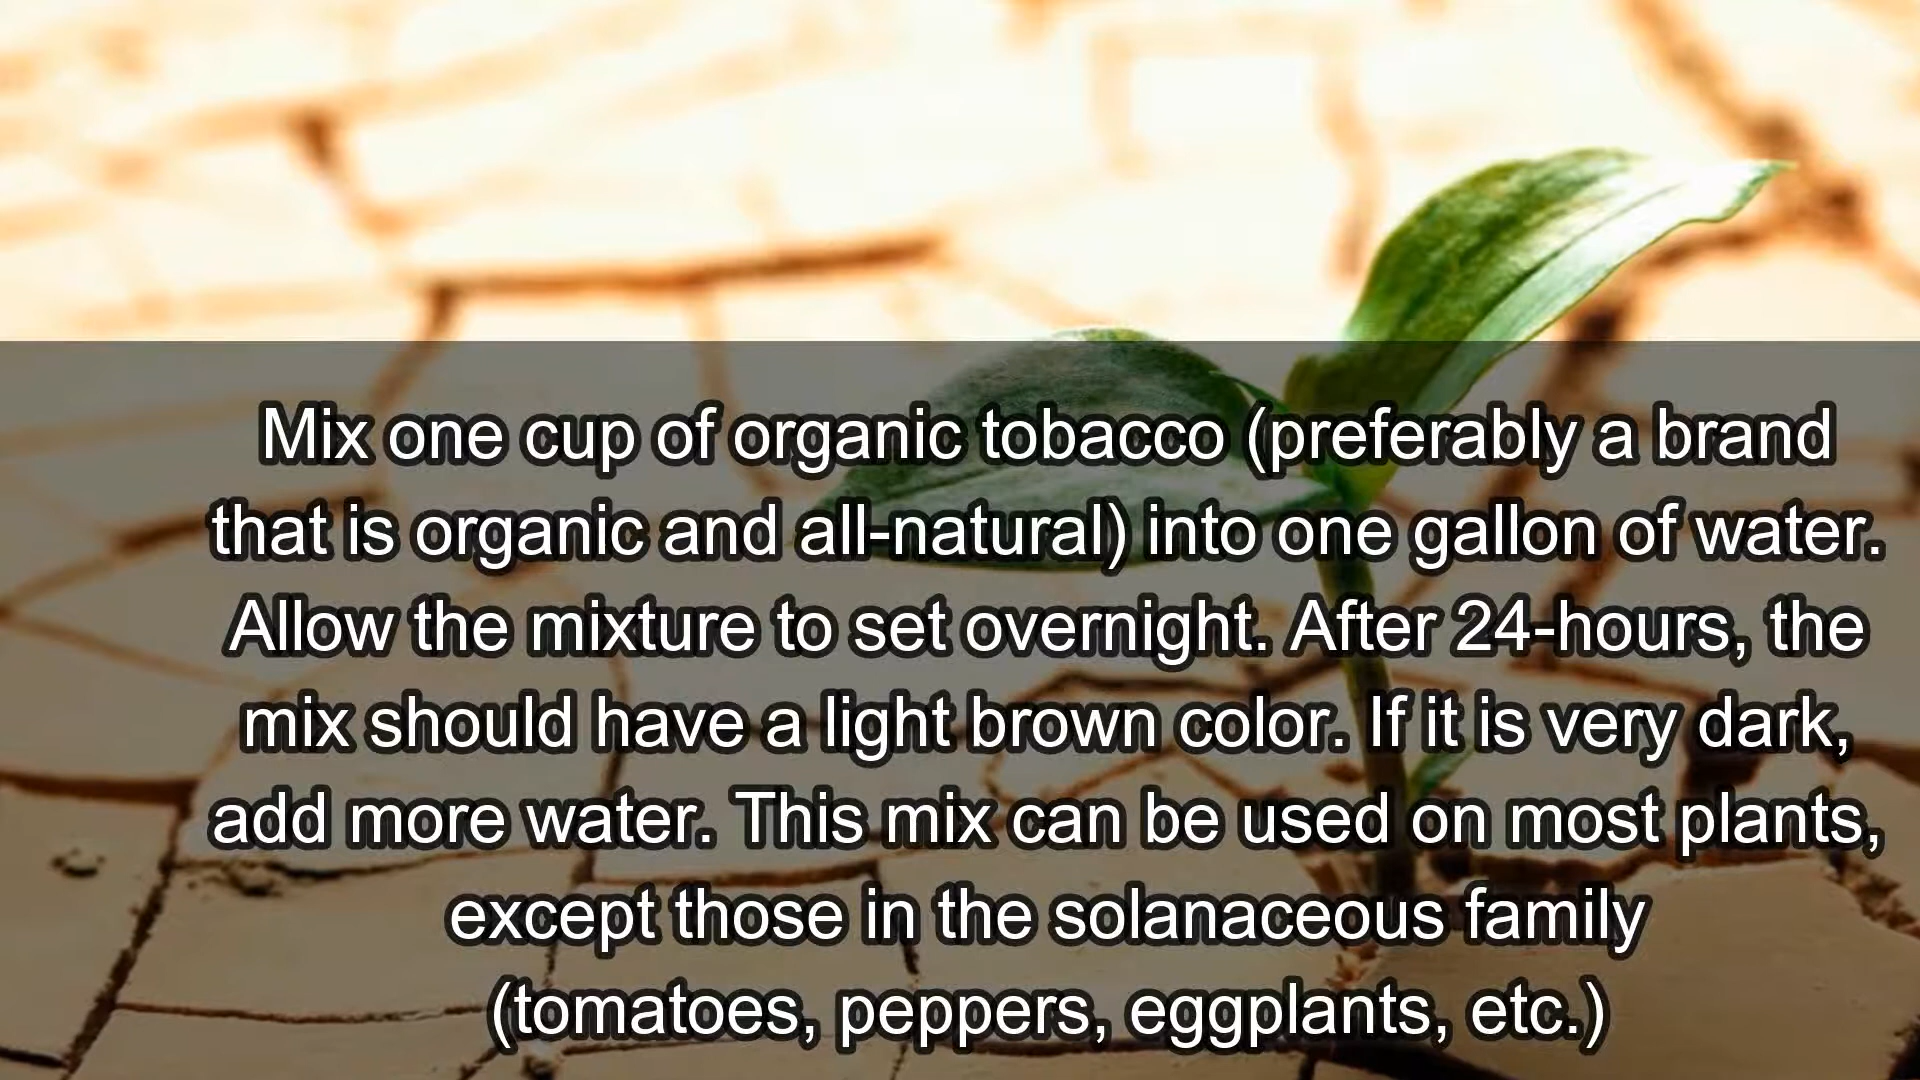 Mix one cup of organic tobacco (preferably a brand
that is organic and all-natural) into one gallon of water.
Allow the mixture to set overnight. After 24-hours, the
mix should have a light brown color. If it is very dark,
add more water. This mix can be used on most plants,
except those in the solanaceous family
(tomatoes, peppers, eggplants, etc.)